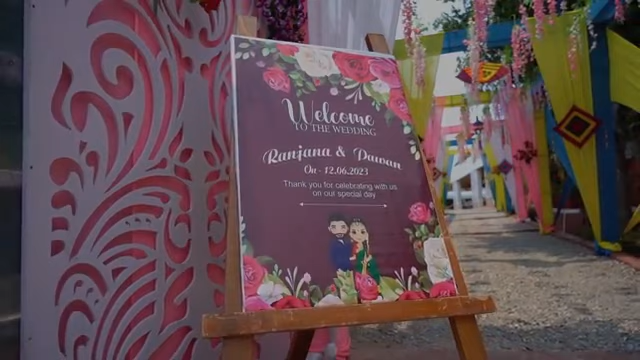 Welcome
TO THE WEDDING
Ranjana & Pawan
On - 12.06.2023
Thank you for celebrating with us
on our special day